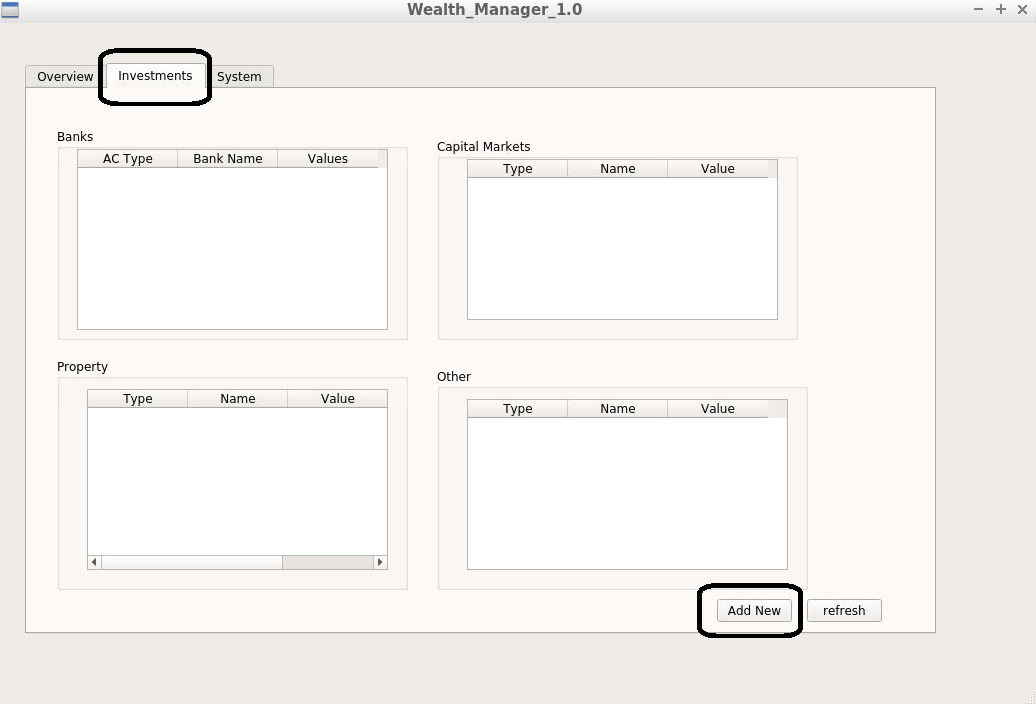 Wealth_Manager_1.0
Overview Investments System
Banks
AC Type Bank Name Values
Capital Markets
Type Name Value
Property
Type Name Value
Other
Type Name Value
Add New refresh